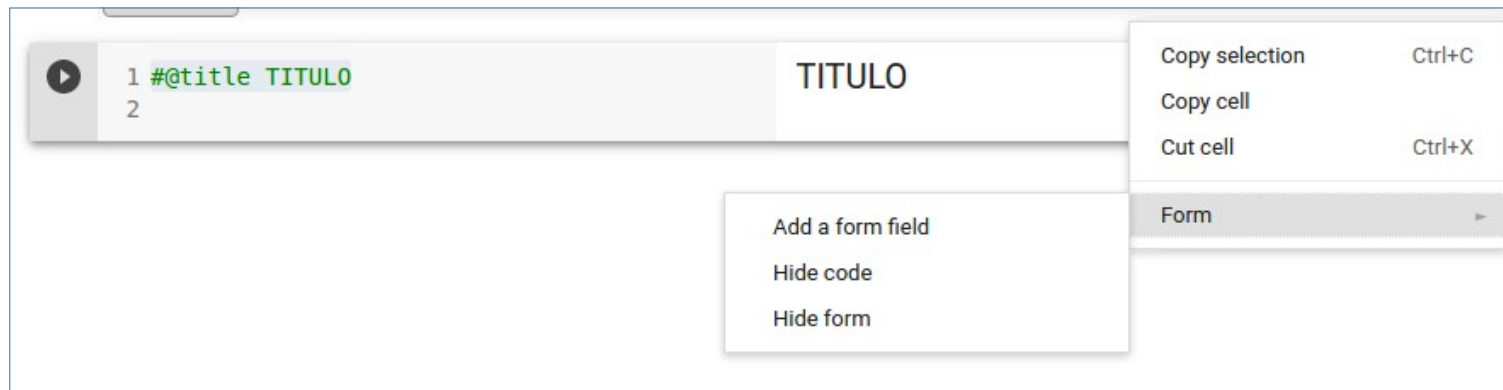 1 #@title TITULO
2
TITULO
Copy selection Ctrl+C
Copy cell
Cut cell Ctrl+X
Form
Add a form field
Hide code
Hide form